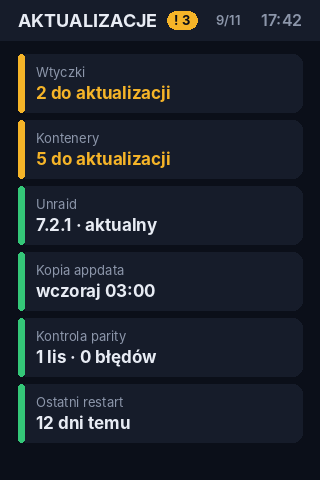 AKTUALIZACJE ! 3 9/11 17:42
Wtyczki
2 do aktualizacji
Kontenery
5 do aktualizacji
Unraid
7.2.1 · aktualny
Kopia appdata
wczoraj 03:00
Kontrola parity
1 lis · 0 błędów
Ostatni restart
12 dni temu